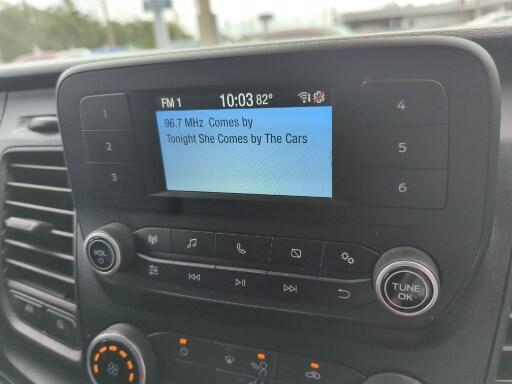 FM 1 10:03 82°
96.7 MHz Comes by
Tonight She Comes by The Cars
1
2
3
4
5
6
VOL
TUNE
OK